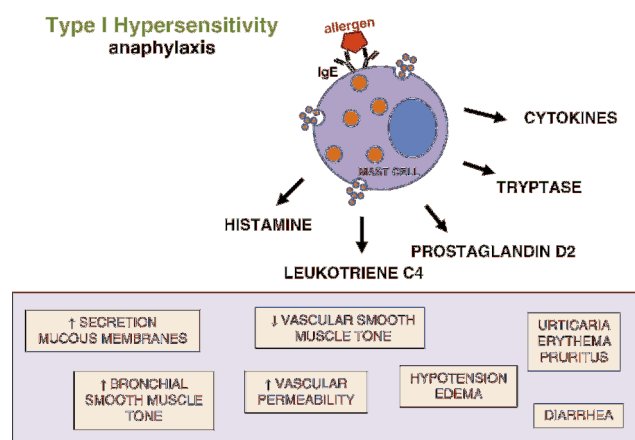 Type I Hypersensitivity
anaphylaxis
allergen
IgE
MAST CELL
CYTOKINES
TRYPTASE
HISTAMINE
PROSTAGLANDIN D2
LEUKOTRIENE C4
↑ SECRETION
MUCOUS MEMBRANES
↓ VASCULAR SMOOTH
MUSCLE TONE
URTICARIA
ERYTHEMA
PRURITUS
↑ BRONCHIAL
SMOOTH MUSCLE
TONE
↑ VASCULAR
PERMEABILITY
HYPOTENSION
EDEMA
DIARRHEA